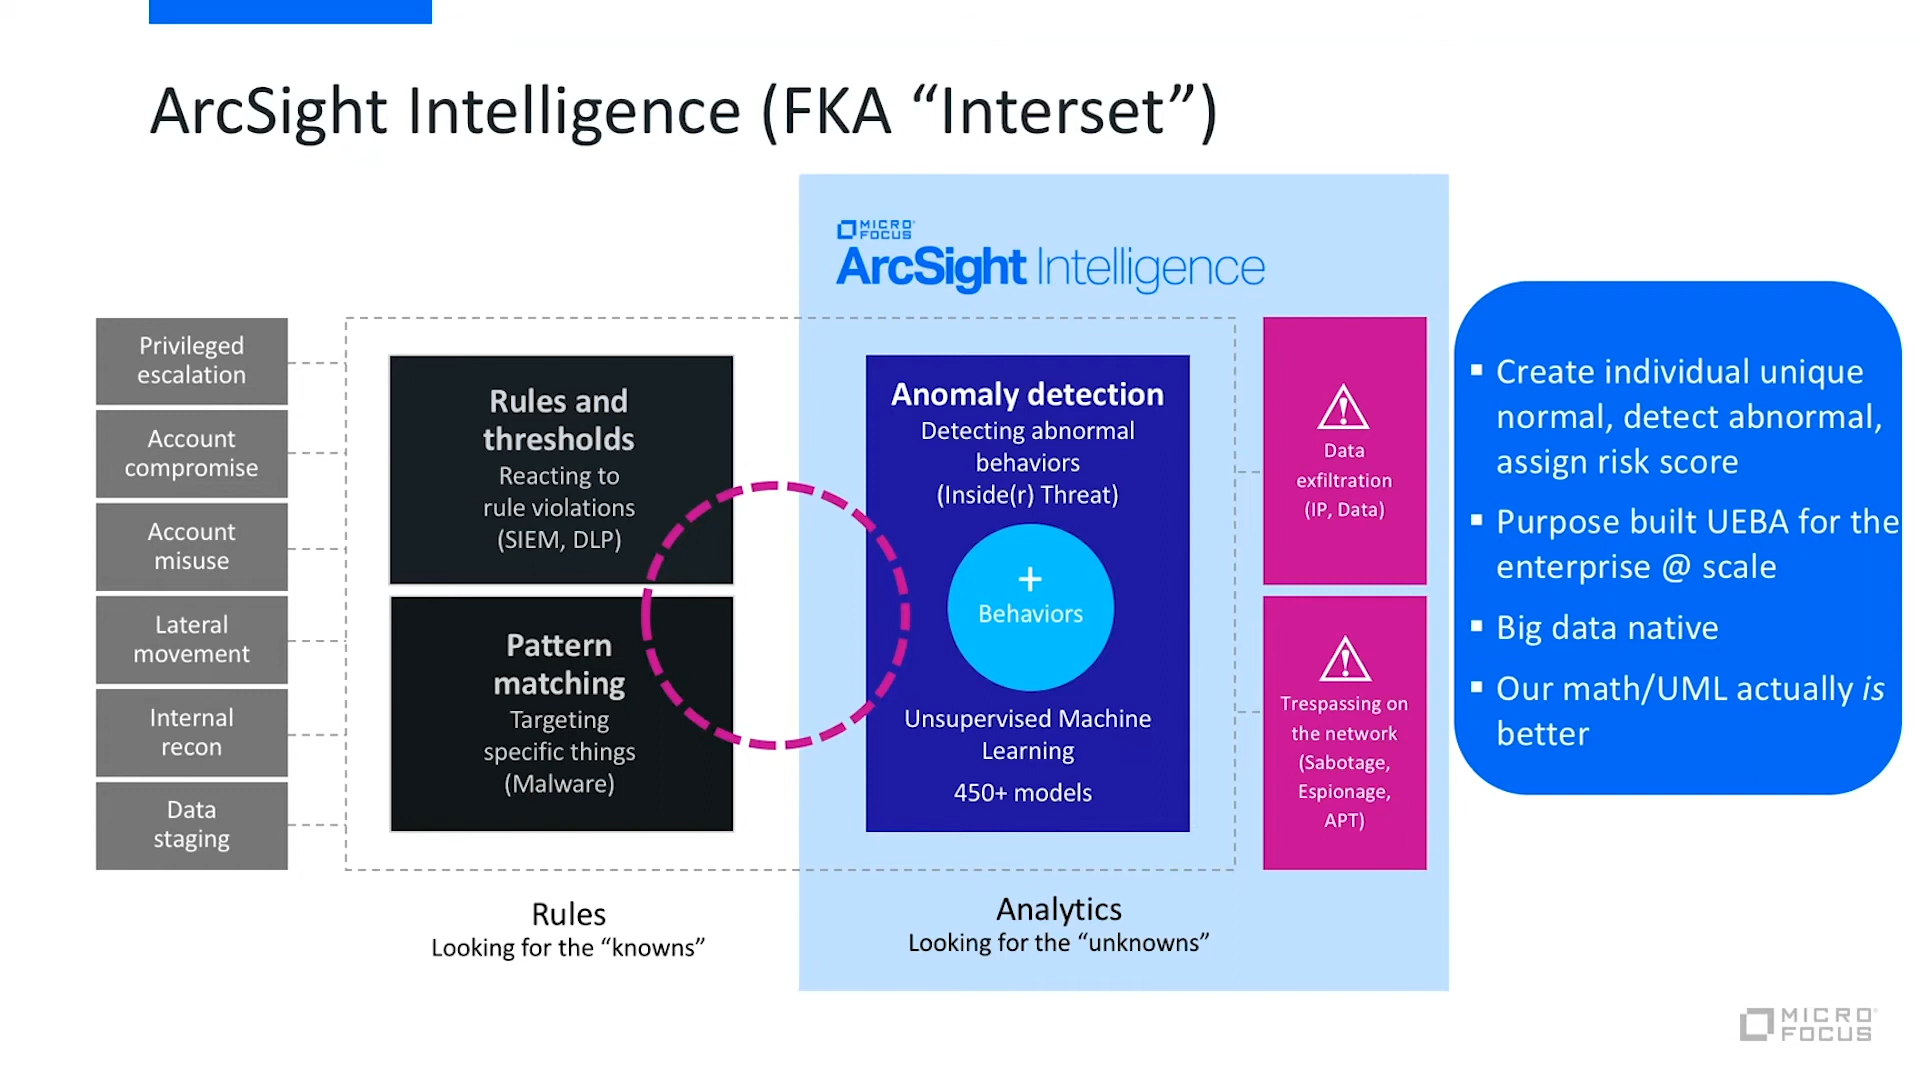 ArcSight Intelligence (FKA “Interset”)
MICRO
FOCUS
ArcSight Intelligence
Privileged
escalation
Account
compromise
Account
misuse
Lateral
movement
Internal
recon
Data
staging
Rules and
thresholds
Reacting to
rule violations
(SIEM, DLP)
Pattern
matching
Targeting
specific things
(Malware)
Rules
Looking for the “knowns”
Anomaly detection
Detecting abnormal
behaviors
(Inside(r) Threat)
+
Behaviors
Unsupervised Machine
Learning
450+ models
Analytics
Looking for the “unknowns”
Data
exfiltration
(IP, Data)
Trespassing on
the network
(Sabotage,
Espionage,
APT)
▪ Create individual unique
normal, detect abnormal,
assign risk score
▪ Purpose built UEBA for the
enterprise @ scale
▪ Big data native
▪ Our math/UML actually is
better
MICRO
FOCUS